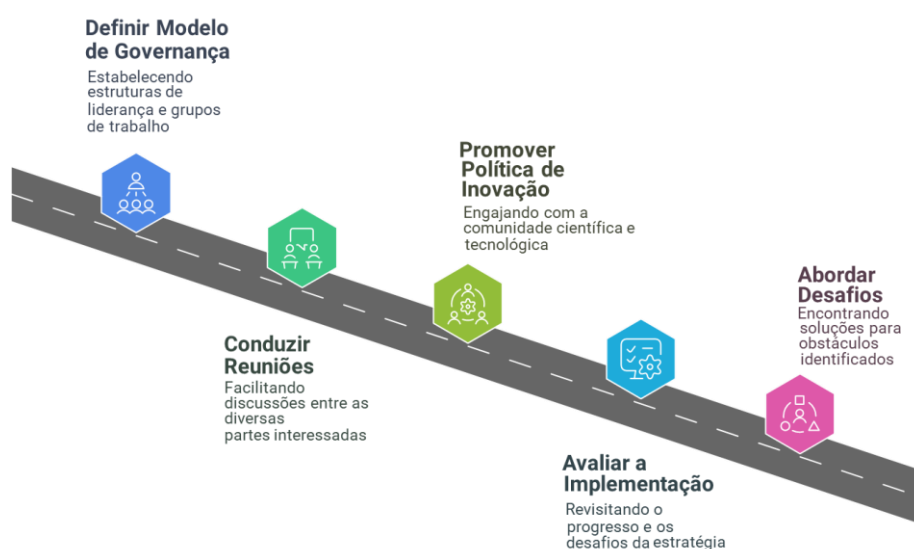 Definir Modelo
de Governança
Estabelecendo
estruturas de
liderança e grupos
de trabalho
Conduzir
Reuniões
Facilitando
discussões entre as
diversas
partes interessadas
Promover
Política de
Inovação
Engajando com a
comunidade científica e
tecnológica
Avaliar a
Implementação
Revisitando o
progresso e os
desafios da estratégia
Abordar
Desafios
Encontrando
soluções para
obstáculos
identificados